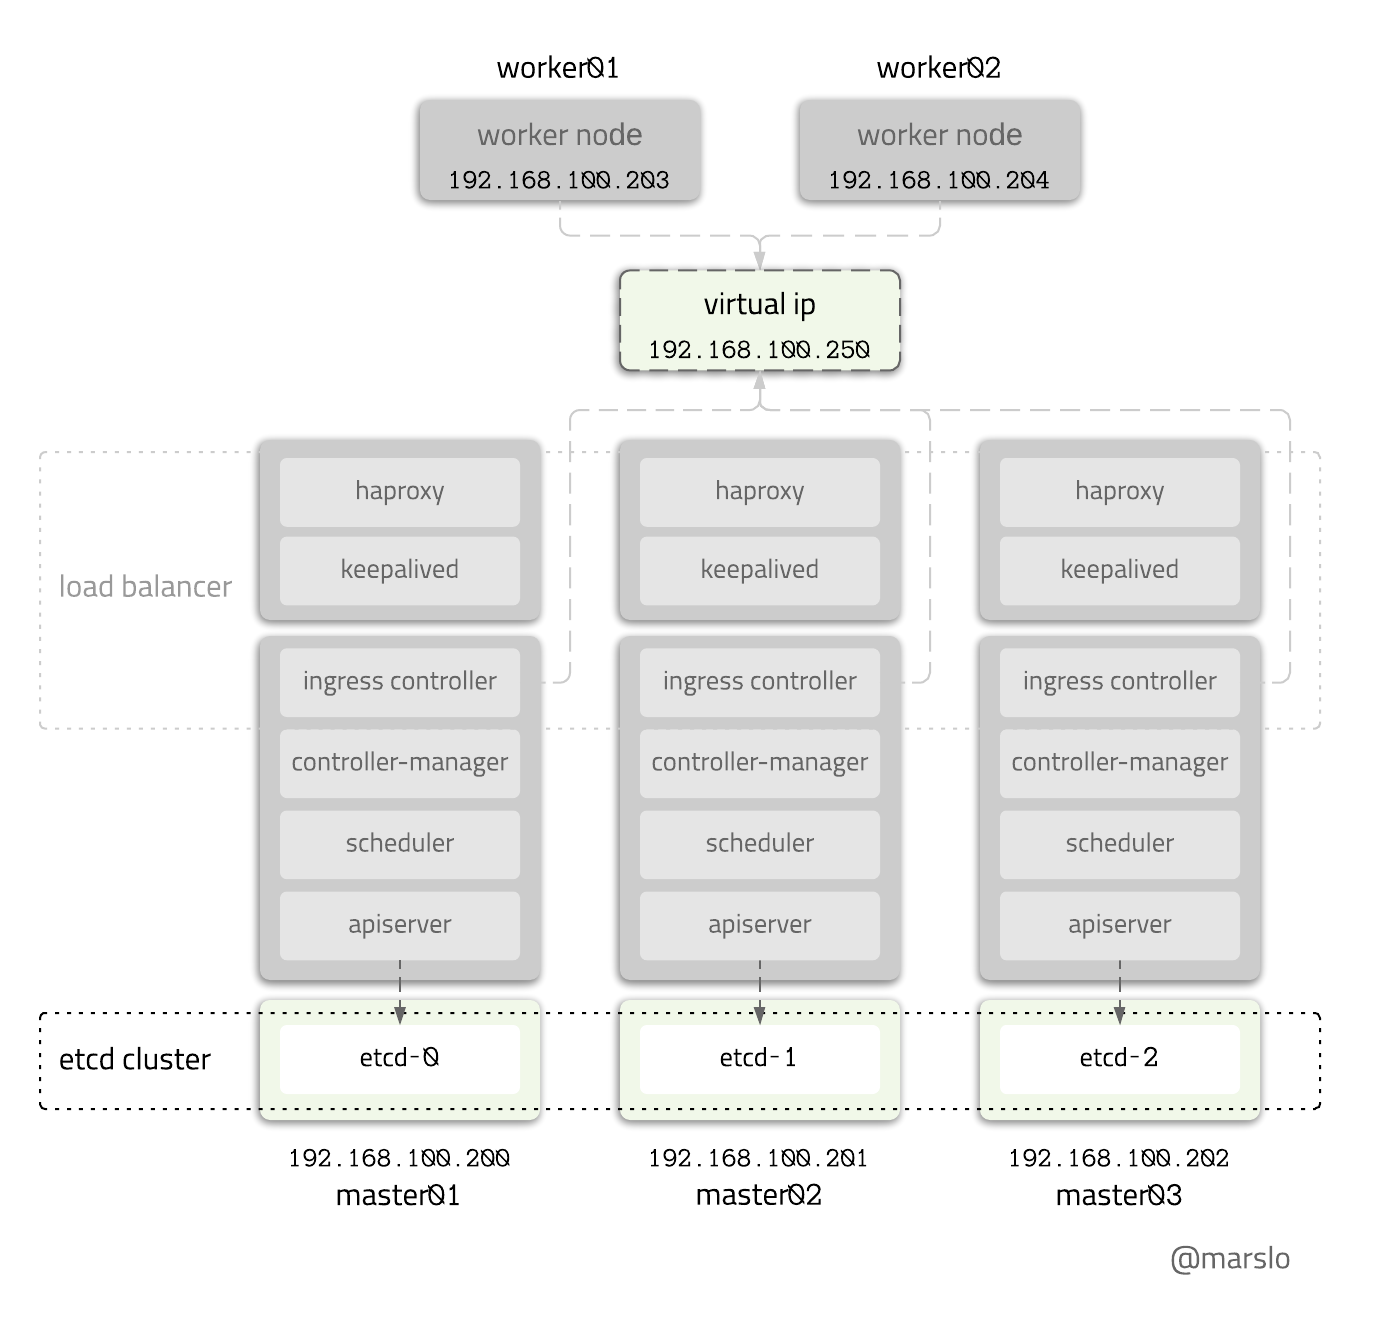 worker01
worker02
worker node
192.168.100.203
worker node
192.168.100.204
virtual ip
192.168.100.250
load balancer
haproxy
haproxy
haproxy
keepalived
keepalived
keepalived
ingress controller
ingress controller
ingress controller
controller-manager
controller-manager
controller-manager
scheduler
scheduler
scheduler
apiserver
apiserver
apiserver
etcd cluster
etcd-0
etcd-1
etcd-2
192.168.100.200
master01
192.168.100.201
master02
192.168.100.202
master03
@marslo